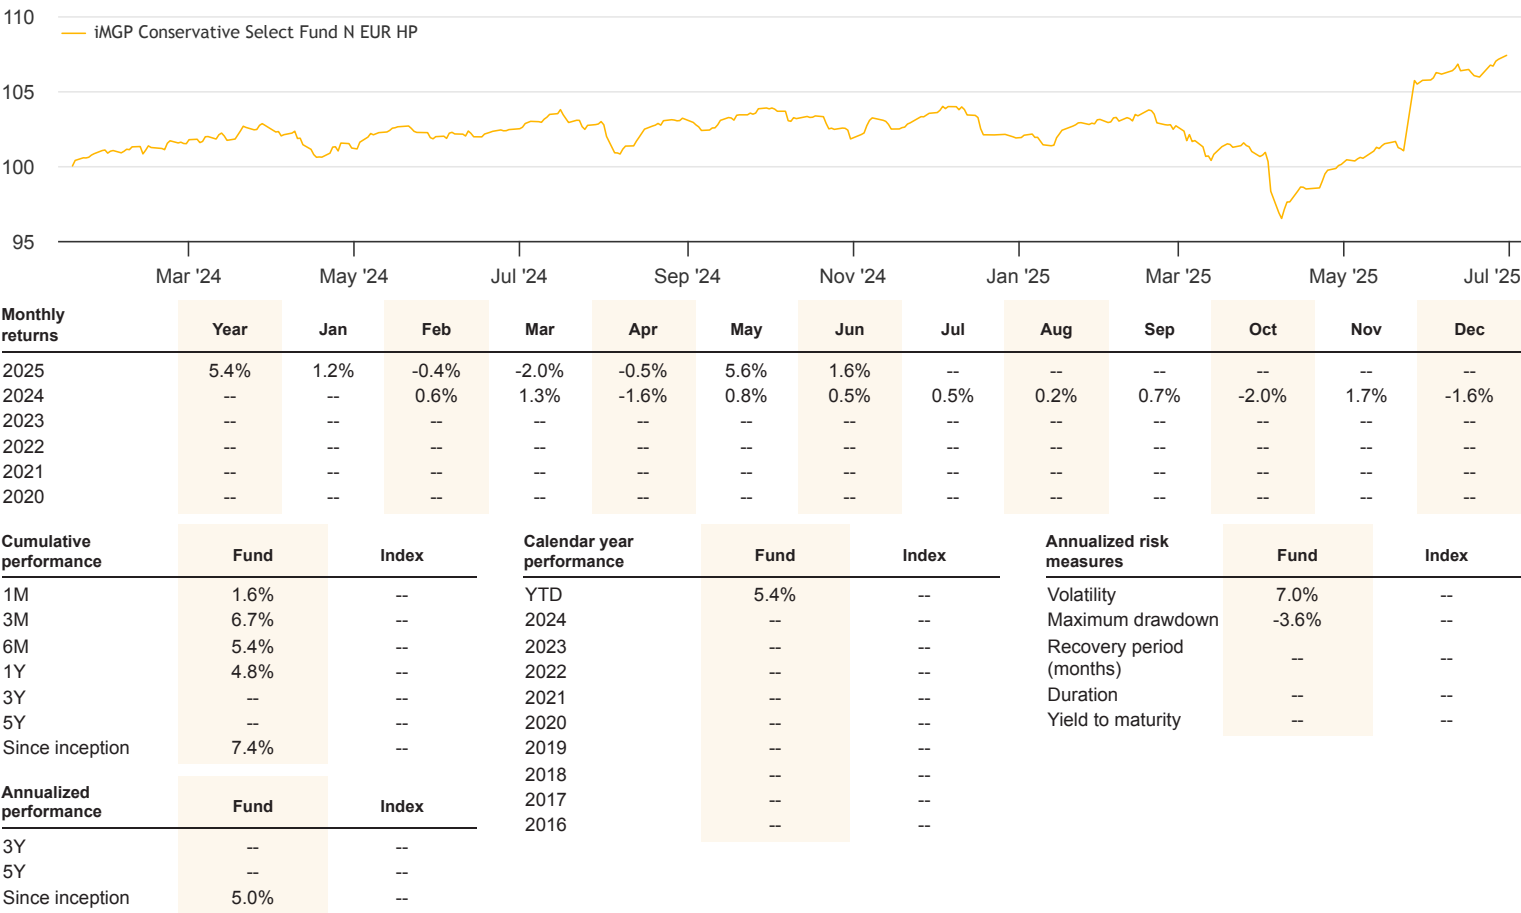 110
iMGP Conservative Select Fund N EUR HP
105
100
95
Mar '24 May '24 Jul '24 Sep '24 Nov '24 Jan '25 Mar '25 May '25 Jul '25
Monthly
returns Year Jan Feb Mar Apr May Jun Jul Aug Sep Oct Nov Dec
2025 5.4% 1.2% -0.4% -2.0% -0.5% 5.6% 1.6% -- -- -- -- -- --
2024 -- -- 0.6% 1.3% -1.6% 0.8% 0.5% 0.5% 0.2% 0.7% -2.0% 1.7% -1.6%
2023 -- -- -- -- -- -- -- -- -- -- -- -- --
2022 -- -- -- -- -- -- -- -- -- -- -- -- --
2021 -- -- -- -- -- -- -- -- -- -- -- -- --
2020 -- -- -- -- -- -- -- -- -- -- -- -- --
Cumulative
performance Fund Index
1M 1.6% --
3M 6.7% --
6M 5.4% --
1Y 4.8% --
3Y -- --
5Y -- --
Since inception 7.4% --
Annualized
performance Fund Index
3Y -- --
5Y -- --
Since inception 5.0% --
Calendar year
performance Fund Index
YTD 5.4% --
2024 -- --
2023 -- --
2022 -- --
2021 -- --
2020 -- --
2019 -- --
2018 -- --
2017 -- --
2016 -- --
Annualized risk
measures Fund Index
Volatility 7.0% --
Maximum drawdown -3.6% --
Recovery period
(months) -- --
Duration -- --
Yield to maturity -- --